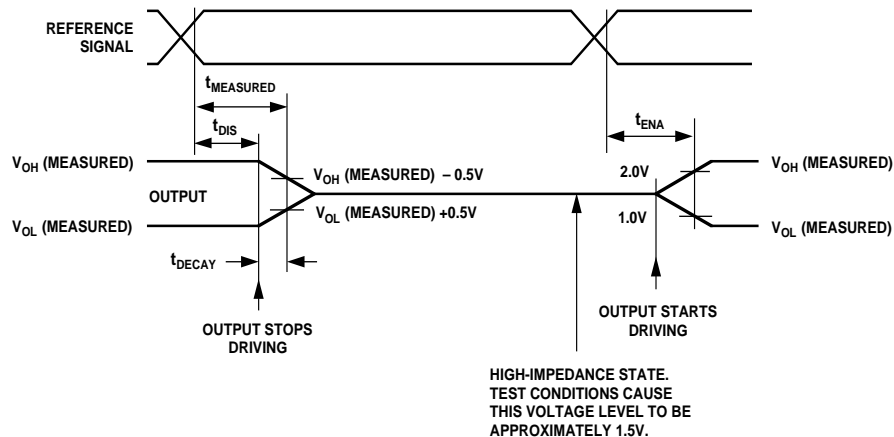 REFERENCE
SIGNAL
tMEASURED
tDIS
tENA
VOH (MEASURED)
VOH (MEASURED) – 0.5V
2.0V
VOH (MEASURED)
OUTPUT
VOL (MEASURED) +0.5V
1.0V
VOL (MEASURED)
VOL (MEASURED)
tDECAY
OUTPUT STOPS
DRIVING
OUTPUT STARTS
DRIVING
HIGH-IMPEDANCE STATE.
TEST CONDITIONS CAUSE
THIS VOLTAGE LEVEL TO BE
APPROXIMATELY 1.5V.